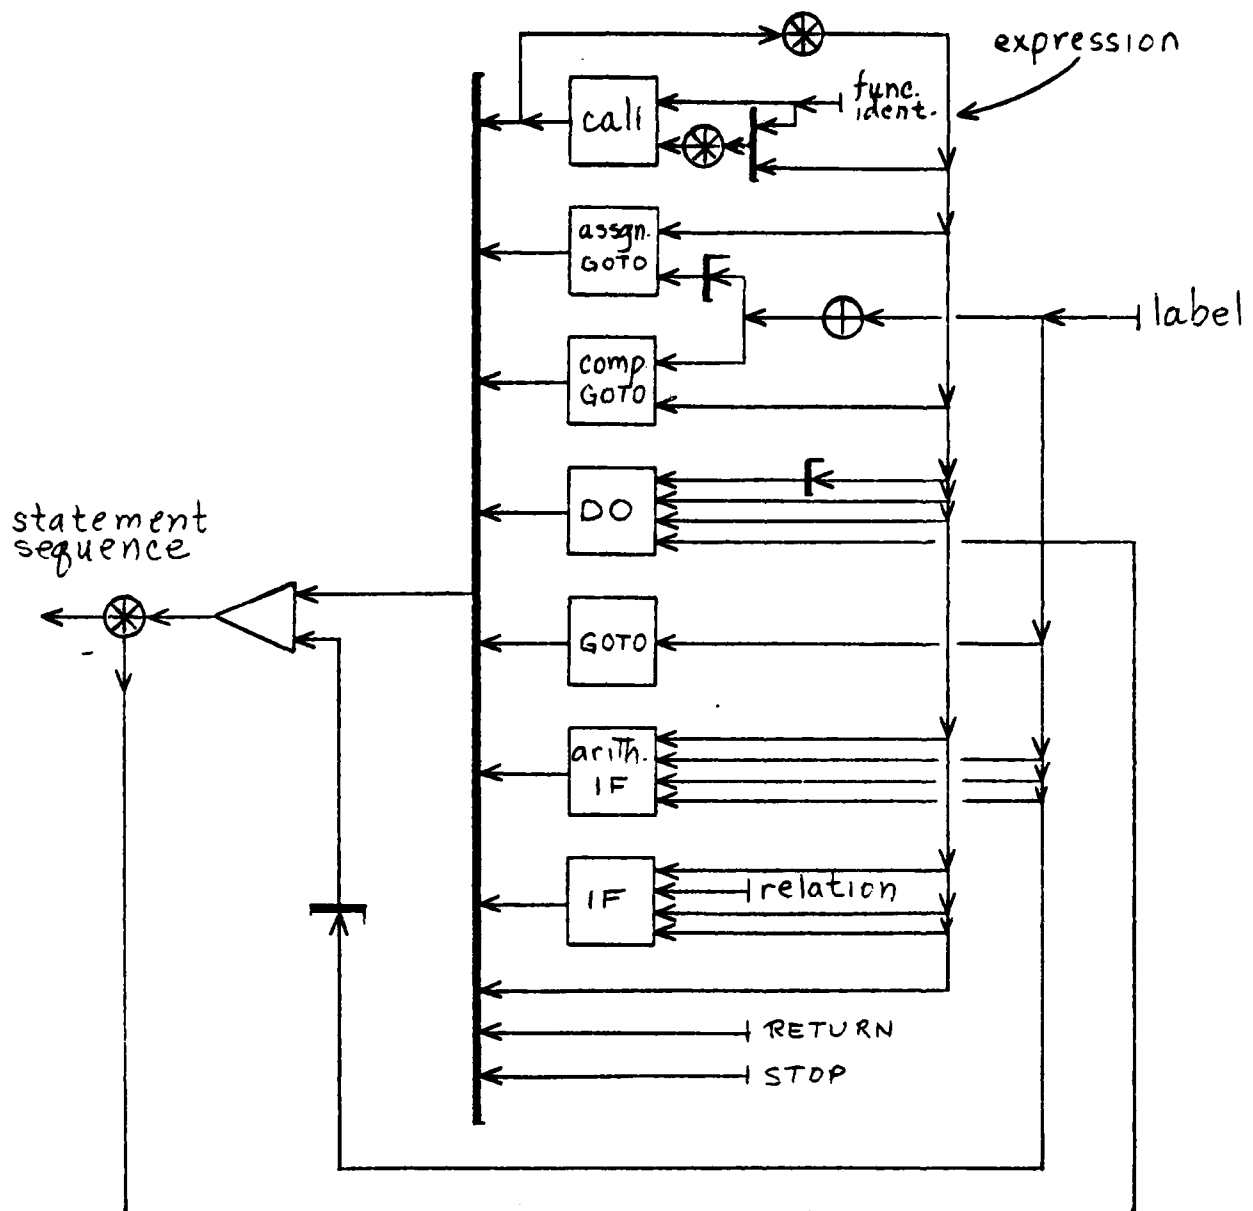 expression
func.
ident.
call
assgn.
GOTO
label
comp.
GOTO
DO
statement
sequence
GOTO
arith.
IF
IF
relation
RETURN
STOP